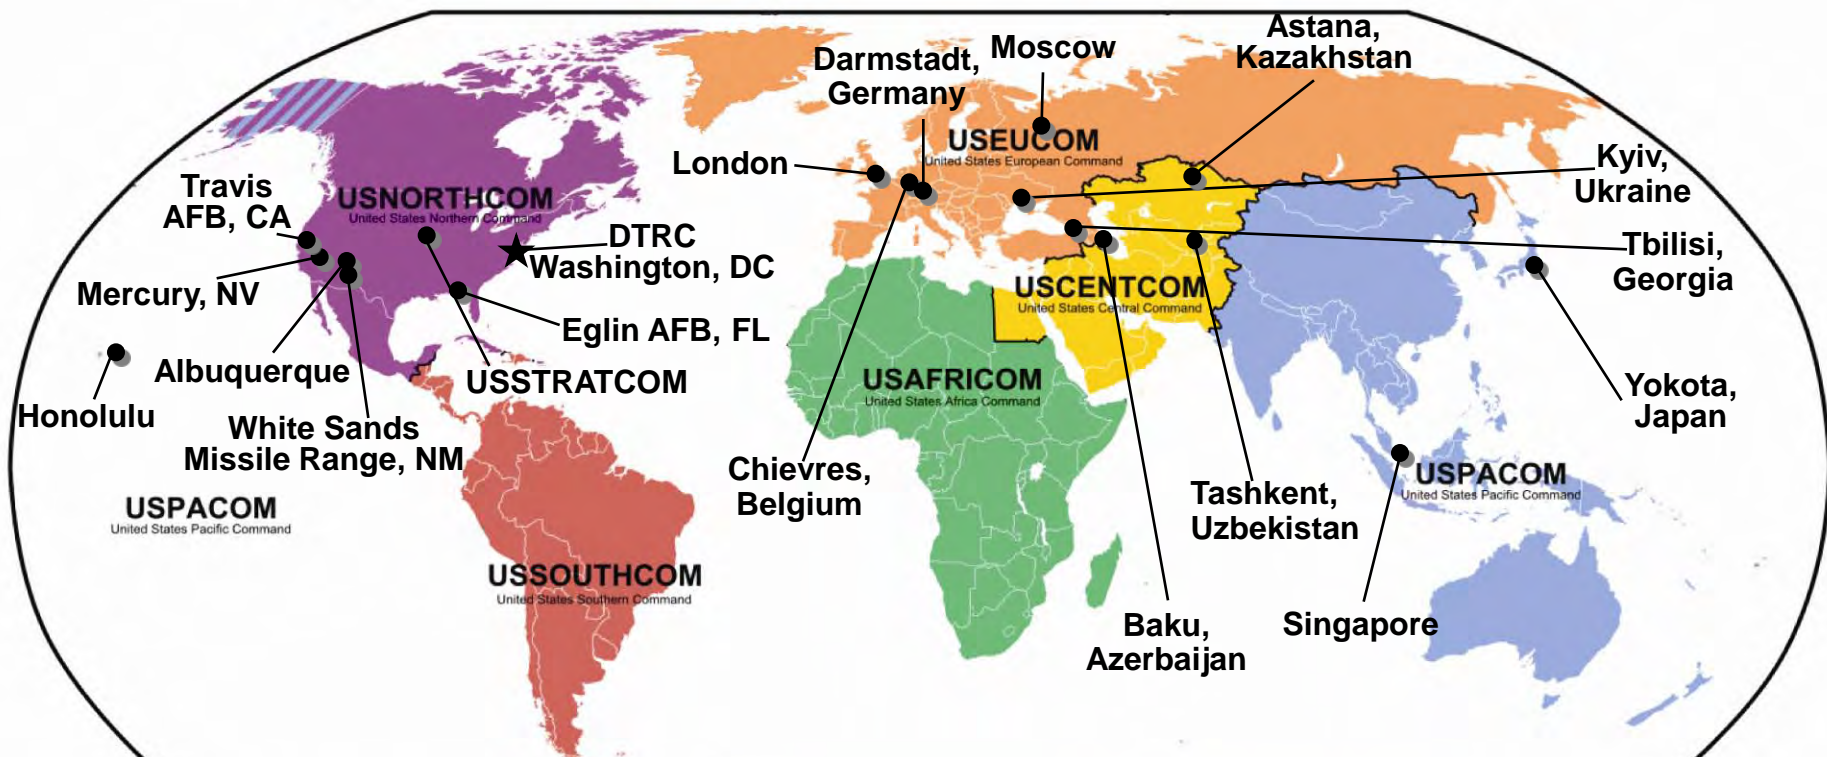 Astana,
Kazakhstan
Moscow
Darmstadt,
Germany
USEUCOM
United States European Command
London
Kyiv,
Ukraine
Travis
AFB, CA
USNORTHCOM
United States Northern Command
DTRC
Washington, DC
Tbilisi,
Georgia
Mercury, NV
USCENTCOM
United States Central Command
Eglin AFB, FL
Albuquerque
USSTRATCOM
USAFRICOM
United States Africa Command
Yokota,
Japan
Honolulu
White Sands
Missile Range, NM
Chievres,
Belgium
USPACOM
United States Pacific Command
Tashkent,
Uzbekistan
USPACOM
United States Pacific Command
USSOUTHCOM
United States Southern Command
Baku,
Azerbaijan
Singapore